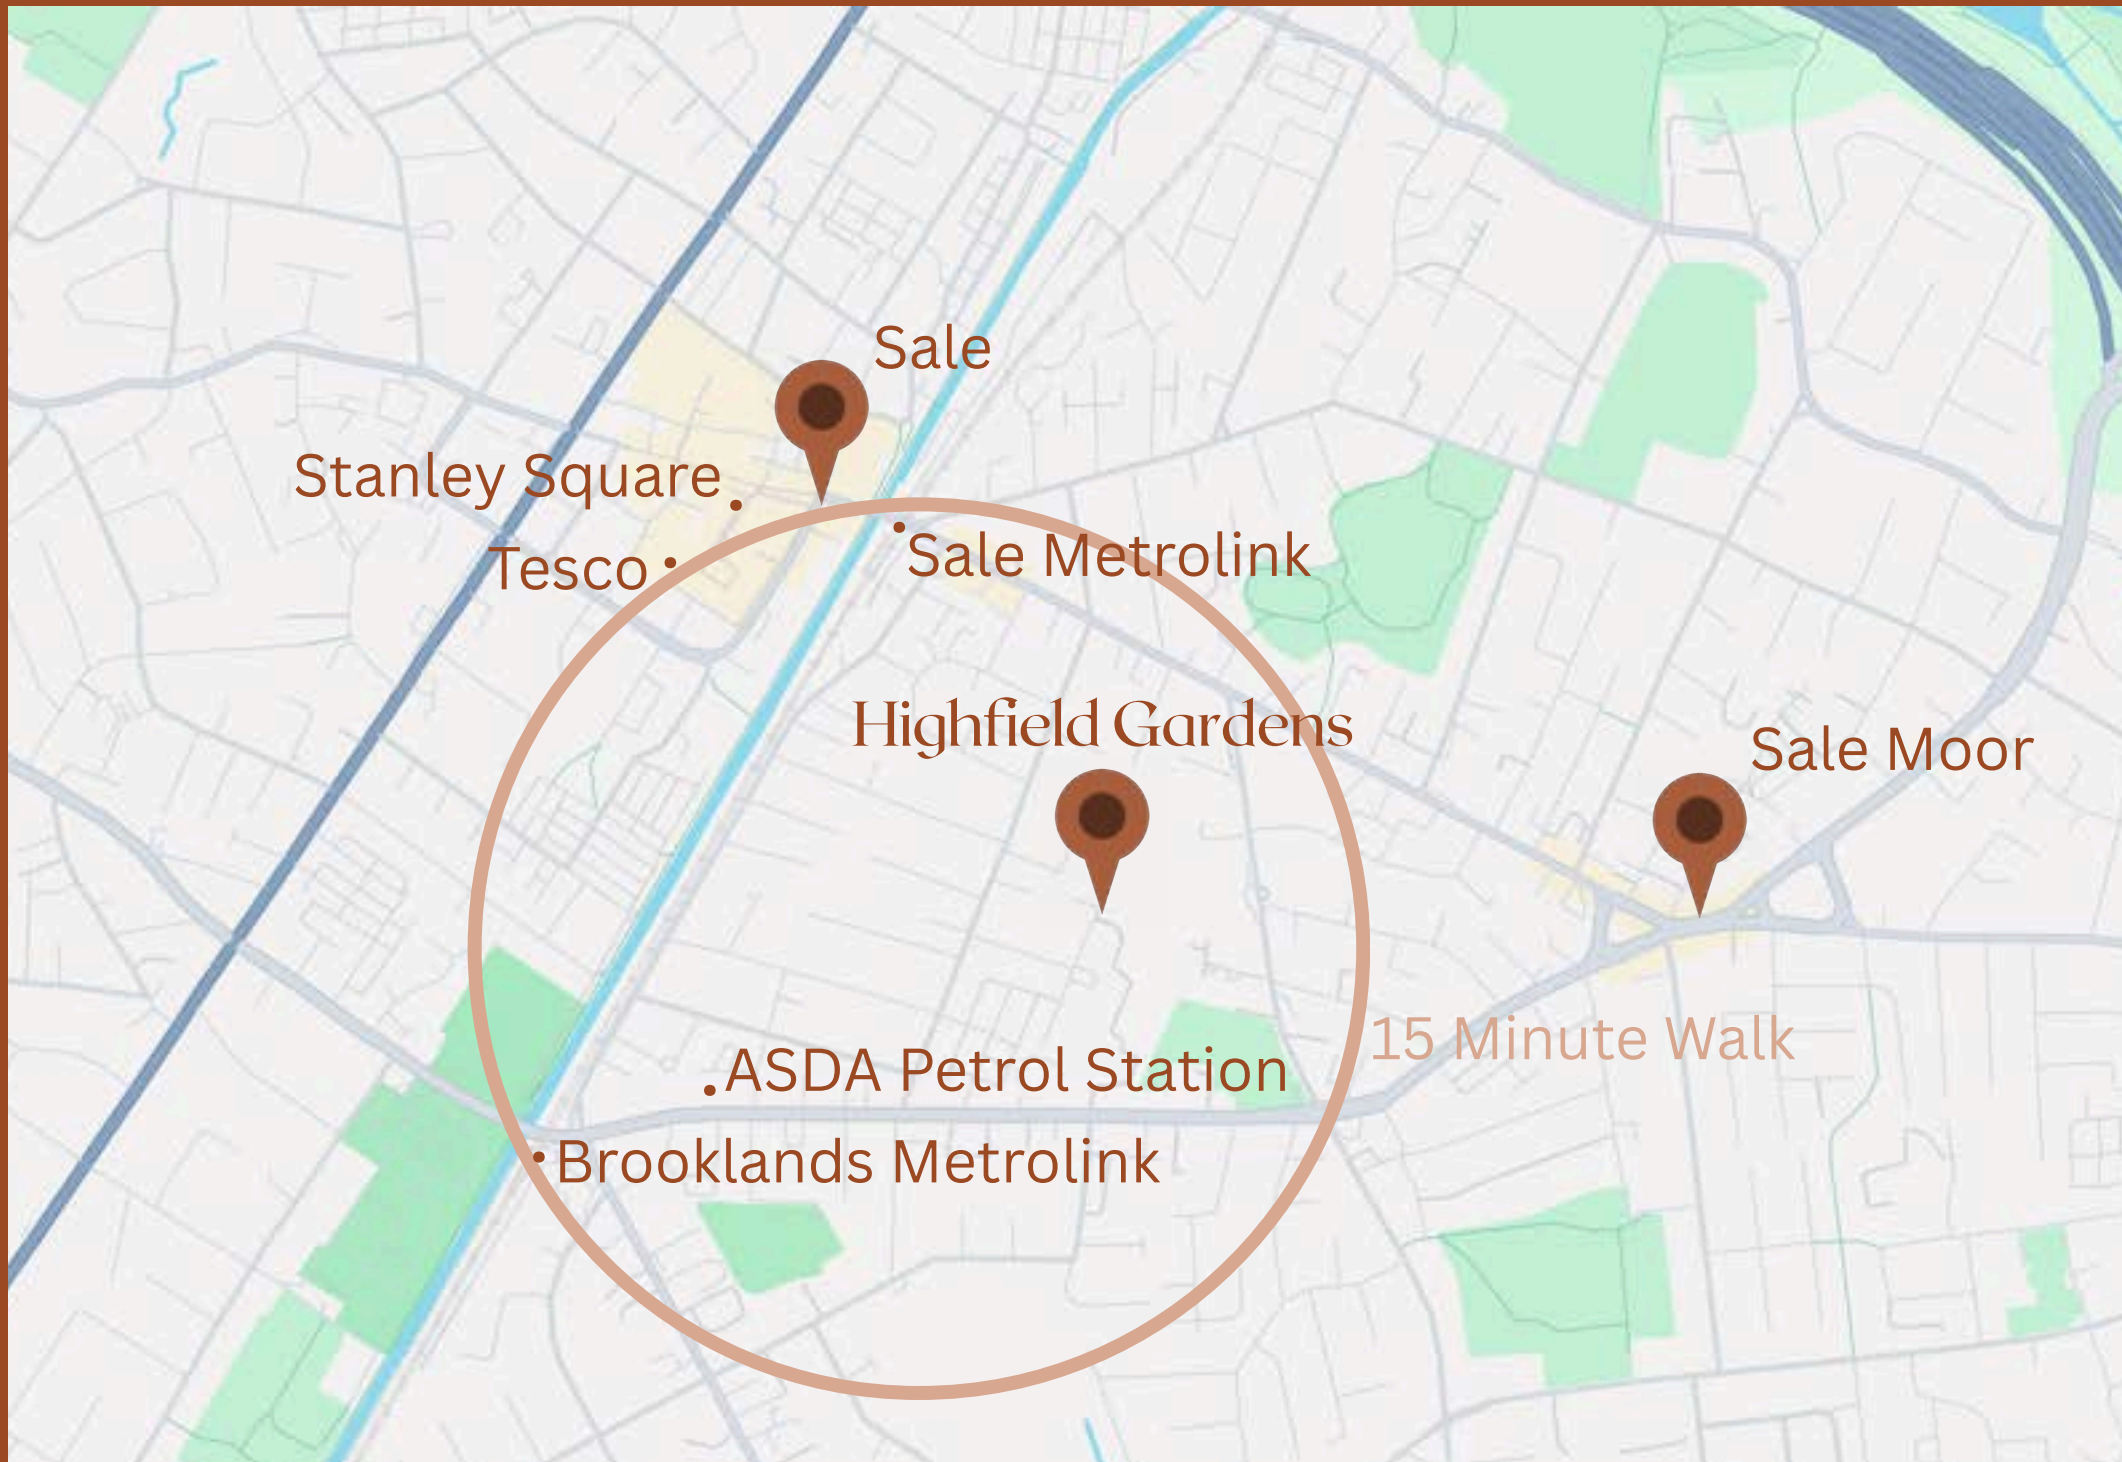 Sale
Stanley Square
Sale Metrolink
Tesco
Highfield Gardens
Sale Moor
15 Minute Walk
ASDA Petrol Station
Brooklands Metrolink